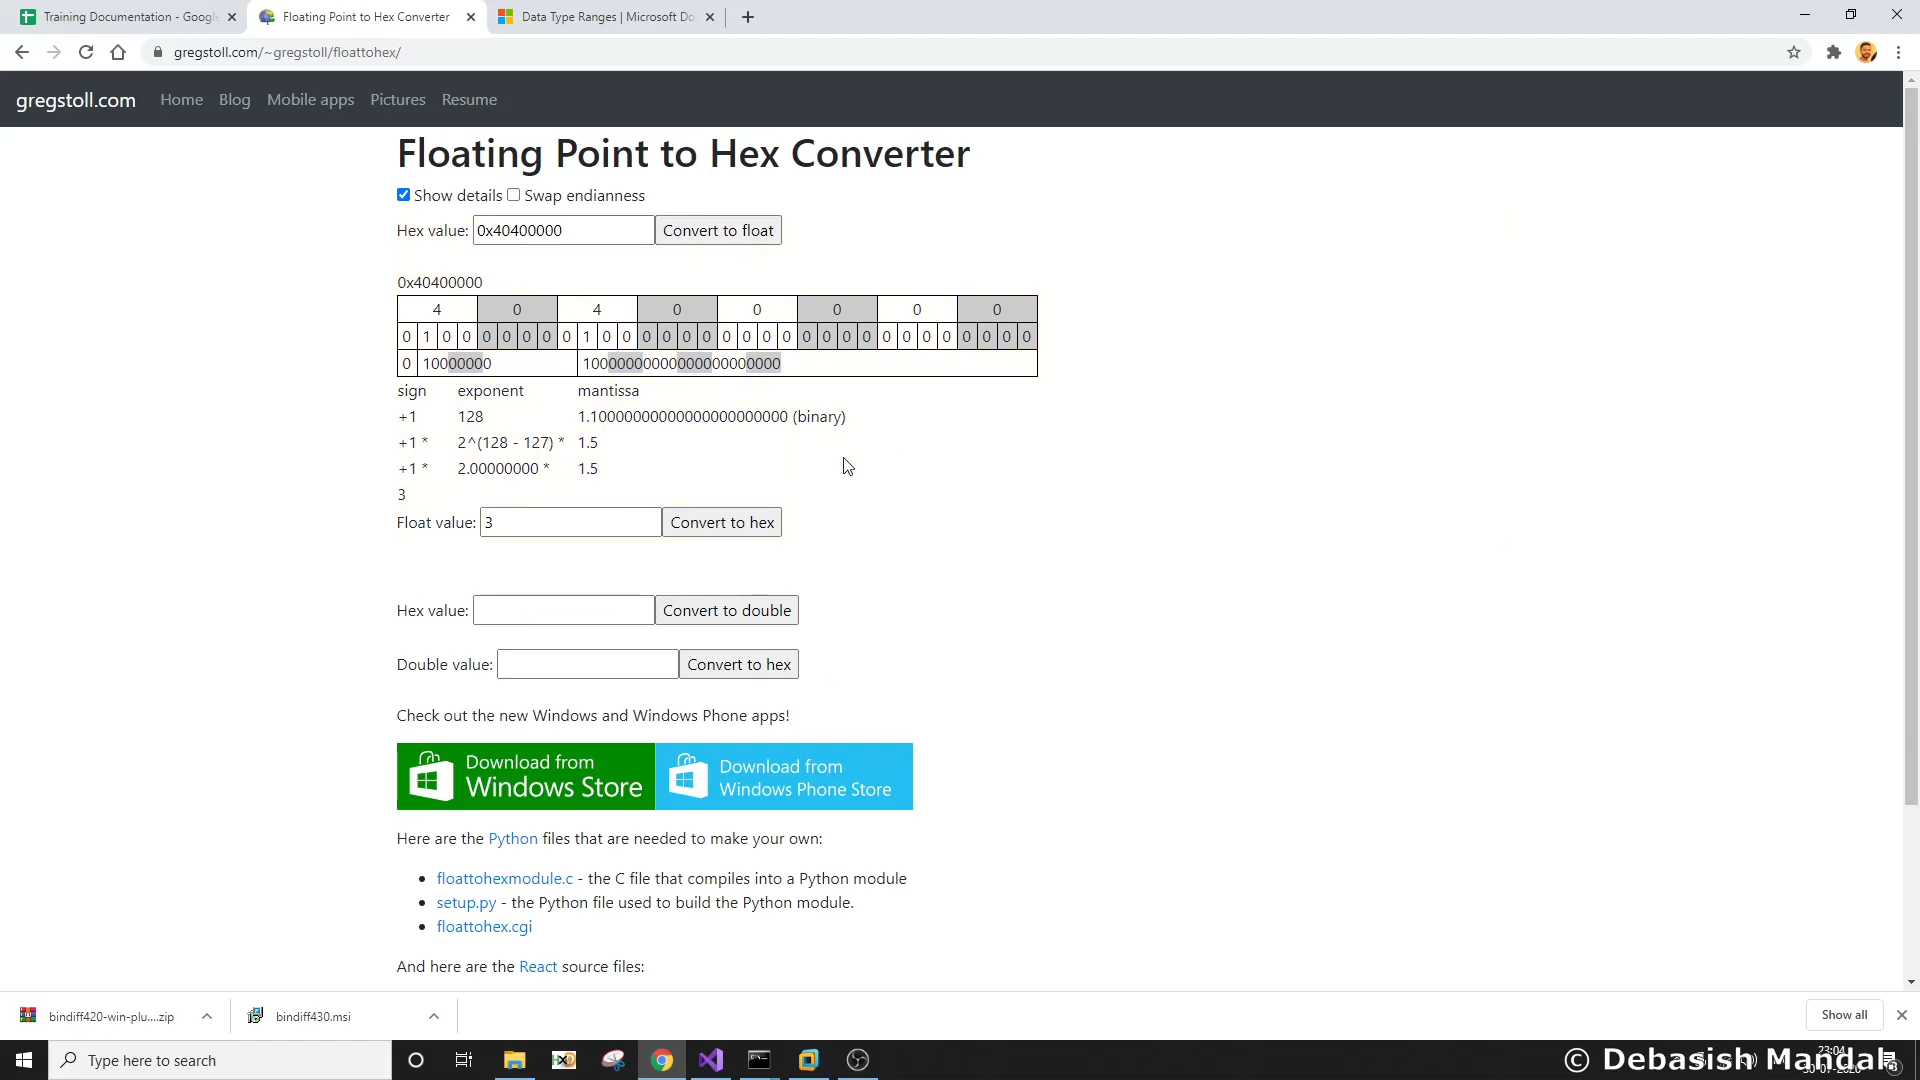 Training Documentation - Google
Floating Point to Hex Converter
Data Type Ranges | Microsoft Do
gregstoll.com/~gregstoll/floattohex/
gregstoll.com Home Blog Mobile apps Pictures Resume
Floating Point to Hex Converter
Show details Swap endianness
Hex value: 0x40400000 Convert to float
0x40400000
4 0 4 0 0 0 0 0
0 1 0 0 0 0 0 0 0 1 0 0 0 0 0 0 0 0 0 0 0 0 0 0 0 0 0 0 0 0 0 0
0 10000000 10000000000000000000000
sign exponent mantissa
+1 128 1.10000000000000000000000 (binary)
+1 * 2^(128 - 127) * 1.5
+1 * 2.00000000 * 1.5
3
Float value: 3 Convert to hex
Hex value: Convert to double
Double value: Convert to hex
Check out the new Windows and Windows Phone apps!
Download from
Windows Store
Download from
Windows Phone Store
Here are the Python files that are needed to make your own:
• floattohexmodule.c - the C file that compiles into a Python module
• setup.py - the Python file used to build the Python module.
• floattohex.cgi
And here are the React source files:
bindiff420-win-plu....zip
bindiff430.msi
Show all
Type here to search
23:04
© Debasish Mandal